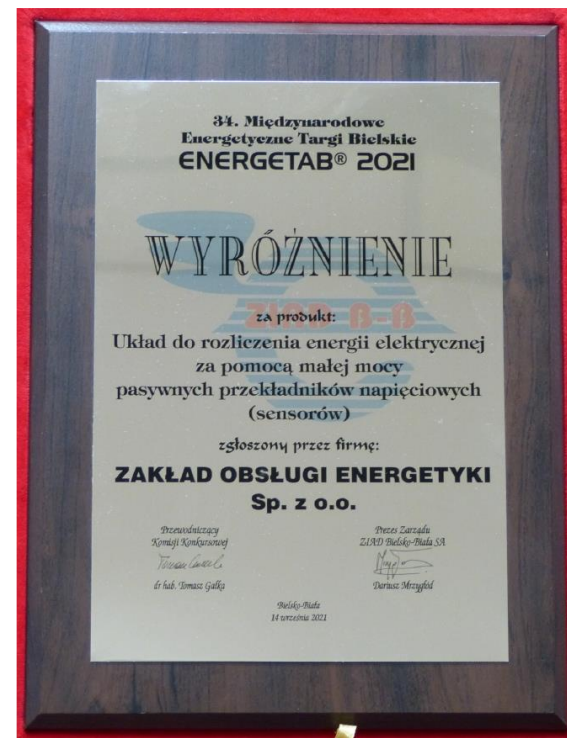 34. Międzynarodowe
Energetyczne Targi Bielskie
ENERGETAB® 2021
WYRÓŻNIENIE
ZIAD B-B
za produkt:
Układ do rozliczenia energii elektrycznej
za pomocą małej mocy
pasywnych przekładników napięciowych
(sensorów)
zgłoszony przez firmę:
ZAKŁAD OBSŁUGI ENERGETYKI
Sp. z o.o.
Przewodniczący
Komisji Konkursowej
dr hab. Tomasz Gałka
Prezes Zarządu
ZIAD Bielsko-Biała SA
Dariusz Mrzygłód
Bielsko-Biała
14 września 2021